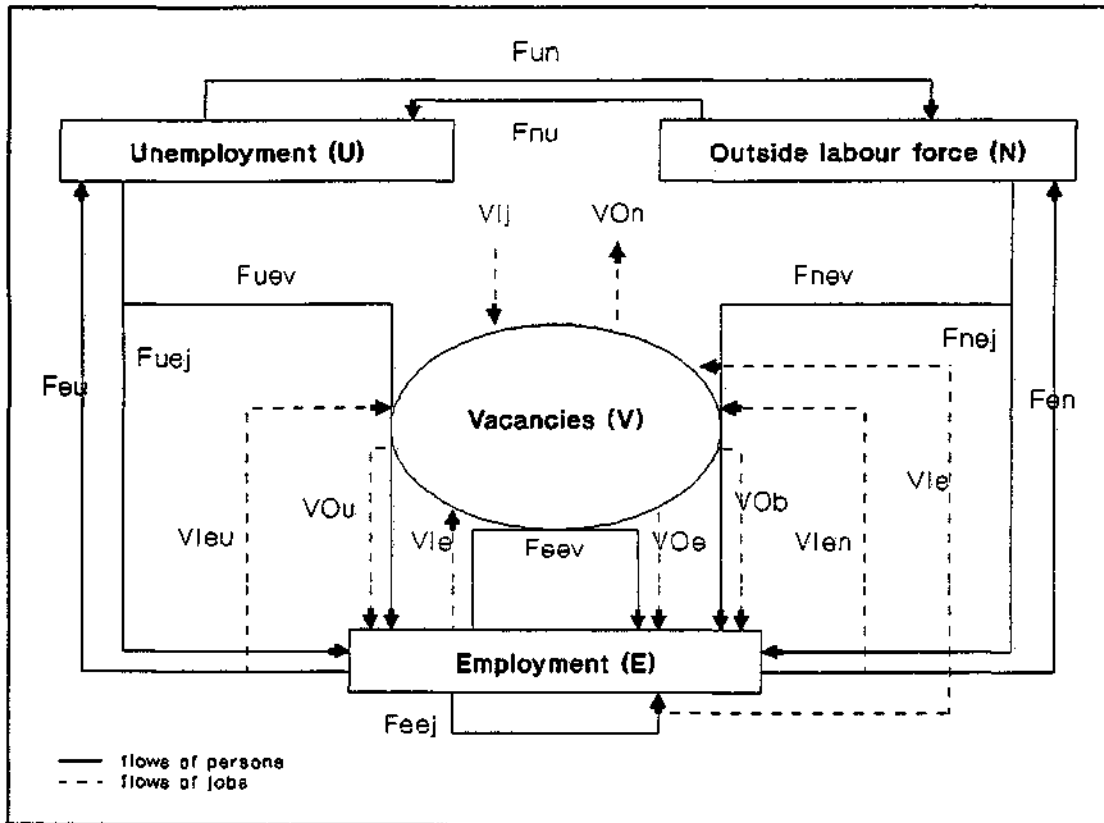 Fun
Fnu
Unemployment (U)
Outside labour force (N)
VIj
VOn
Fuev
Fnev
Fuej
Fnej
Feu
Fen
Vacancies (V)
VIe
VOu
VOb
VIeu
VIe
Feev
VOe
VIen
Employment (E)
Feej
flows of persons
flows of jobs